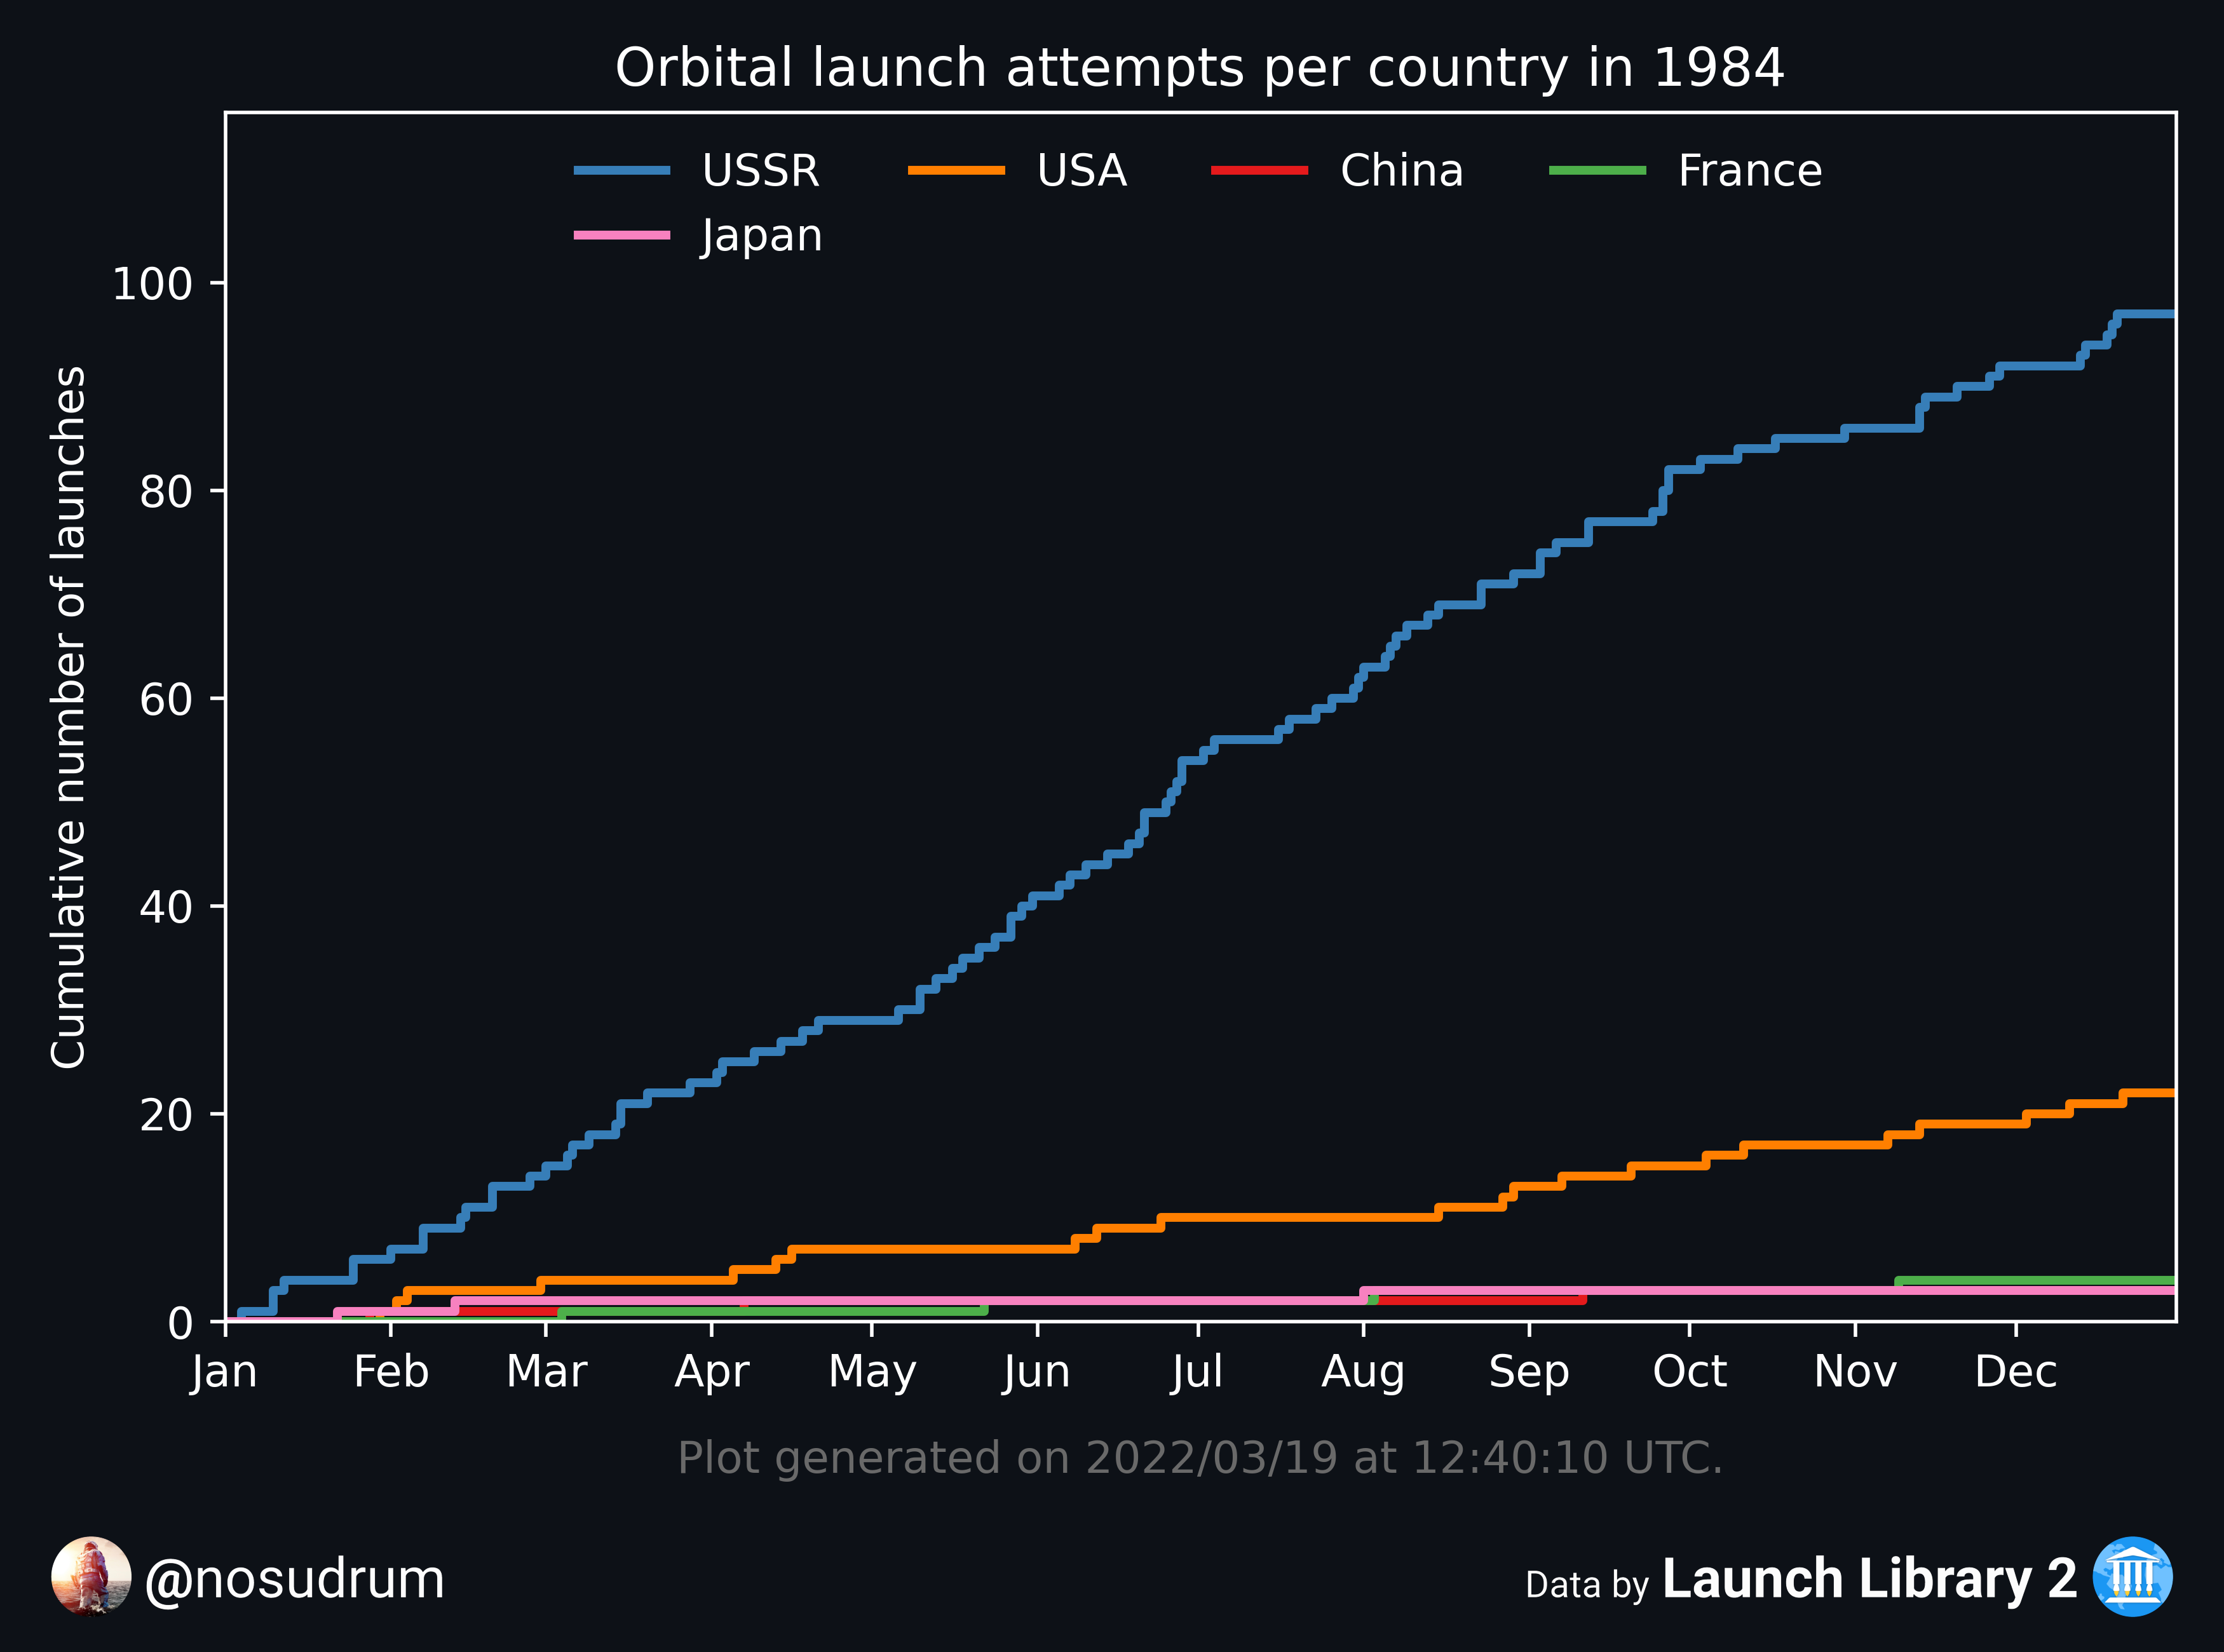 Orbital launch attempts per country in 1984
USSR USA China France
Japan
Cumulative number of launches
100
80
60
40
20
0
Jan Feb Mar Apr May Jun Jul Aug Sep Oct Nov Dec
Plot generated on 2022/03/19 at 12:40:10 UTC.
@nosudrum
Data by Launch Library 2